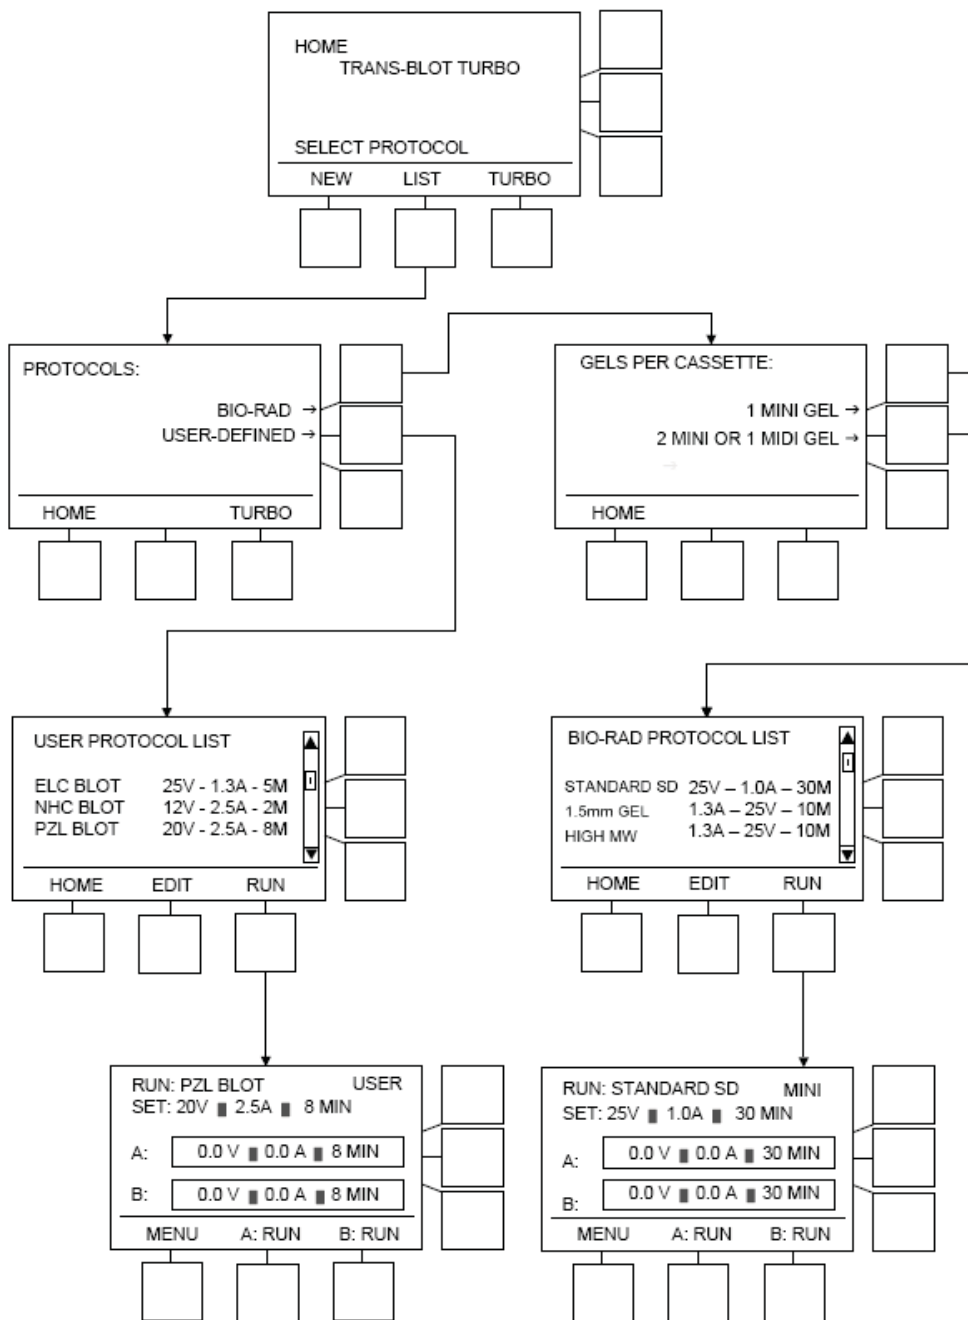 HOME
TRANS-BLOT TURBO
SELECT PROTOCOL
NEW LIST TURBO
PROTOCOLS:
BIO-RAD →
USER-DEFINED →
HOME TURBO
GELS PER CASSETTE:
1 MINI GEL →
2 MINI OR 1 MIDI GEL →
→
HOME
USER PROTOCOL LIST
ELC BLOT 25V - 1.3A - 5M
NHC BLOT 12V - 2.5A - 2M
PZL BLOT 20V - 2.5A - 8M
HOME EDIT RUN
BIO-RAD PROTOCOL LIST
STANDARD SD 25V – 1.0A – 30M
1.5mm GEL 1.3A – 25V – 10M
HIGH MW 1.3A – 25V – 10M
HOME EDIT RUN
RUN: PZL BLOT USER
SET: 20V ▮ 2.5A ▮ 8 MIN
A: 0.0 V ▮ 0.0 A ▮ 8 MIN
B: 0.0 V ▮ 0.0 A ▮ 8 MIN
MENU A: RUN B: RUN
RUN: STANDARD SD MINI
SET: 25V ▮ 1.0A ▮ 30 MIN
A: 0.0 V ▮ 0.0 A ▮ 30 MIN
B: 0.0 V ▮ 0.0 A ▮ 30 MIN
MENU A: RUN B: RUN